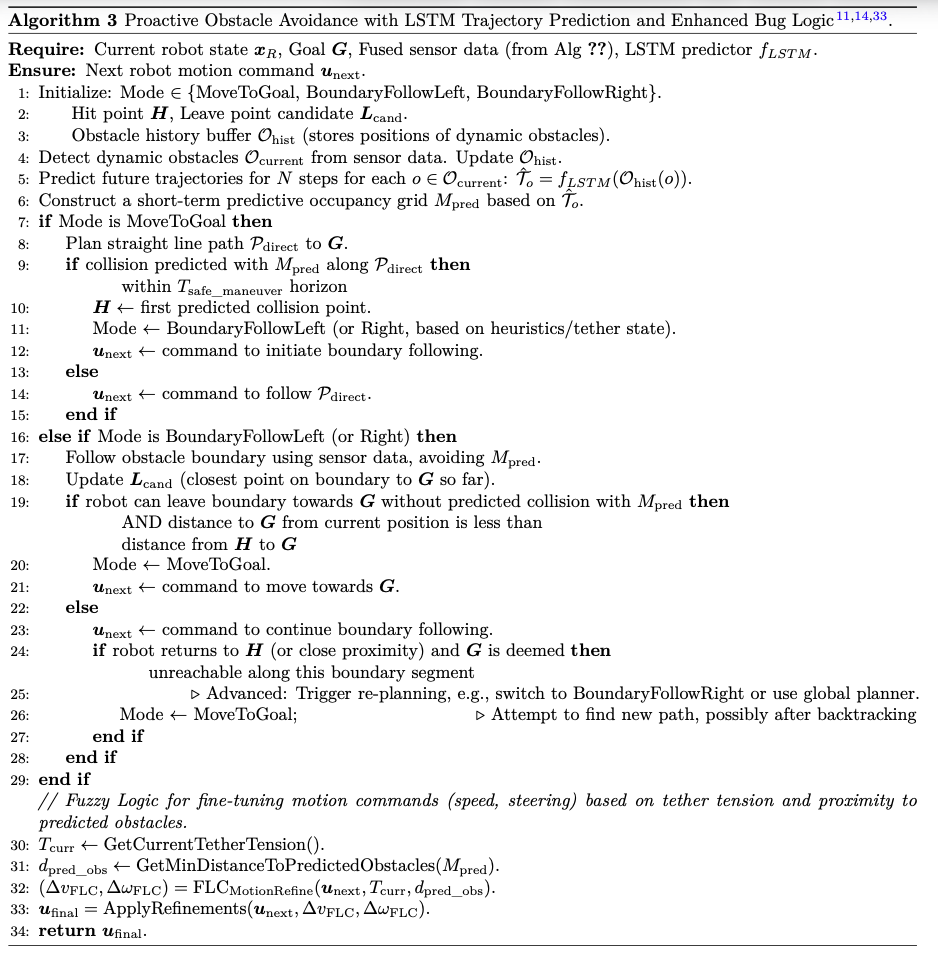 Algorithm 3 Proactive Obstacle Avoidance with LSTM Trajectory Prediction and Enhanced Bug Logic11,14,33.
Require: Current robot state x_R, Goal G, Fused sensor data (from Alg ??), LSTM predictor f_LSTM.
Ensure: Next robot motion command u_next.
1: Initialize: Mode ∈ {MoveToGoal, BoundaryFollowLeft, BoundaryFollowRight}.
2: Hit point H, Leave point candidate L_cand.
3: Obstacle history buffer O_hist (stores positions of dynamic obstacles).
4: Detect dynamic obstacles O_current from sensor data. Update O_hist.
5: Predict future trajectories for N steps for each o ∈ O_current: T̂_o = f_LSTM(O_hist(o)).
6: Construct a short-term predictive occupancy grid M_pred based on T̂_o.
7: if Mode is MoveToGoal then
8: Plan straight line path P_direct to G.
9: if collision predicted with M_pred along P_direct then
within T_safe_maneuver horizon
10: H ← first predicted collision point.
11: Mode ← BoundaryFollowLeft (or Right, based on heuristics/tether state).
12: u_next ← command to initiate boundary following.
13: else
14: u_next ← command to follow P_direct.
15: end if
16: else if Mode is BoundaryFollowLeft (or Right) then
17: Follow obstacle boundary using sensor data, avoiding M_pred.
18: Update L_cand (closest point on boundary to G so far).
19: if robot can leave boundary towards G without predicted collision with M_pred then
AND distance to G from current position is less than
distance from H to G
20: Mode ← MoveToGoal.
21: u_next ← command to move towards G.
22: else
23: u_next ← command to continue boundary following.
24: if robot returns to H (or close proximity) and G is deemed then
unreachable along this boundary segment
25: ▷ Advanced: Trigger re-planning, e.g., switch to BoundaryFollowRight or use global planner.
26: Mode ← MoveToGoal; ▷ Attempt to find new path, possibly after backtracking
27: end if
28: end if
29: end if
// Fuzzy Logic for fine-tuning motion commands (speed, steering) based on tether tension and proximity to
predicted obstacles.
30: T_curr ← GetCurrentTetherTension().
31: d_pred_obs ← GetMinDistanceToPredictedObstacles(M_pred).
32: (Δv_FLC, Δω_FLC) = FLC_MotionRefine(u_next, T_curr, d_pred_obs).
33: u_final = ApplyRefinements(u_next, Δv_FLC, Δω_FLC).
34: return u_final.